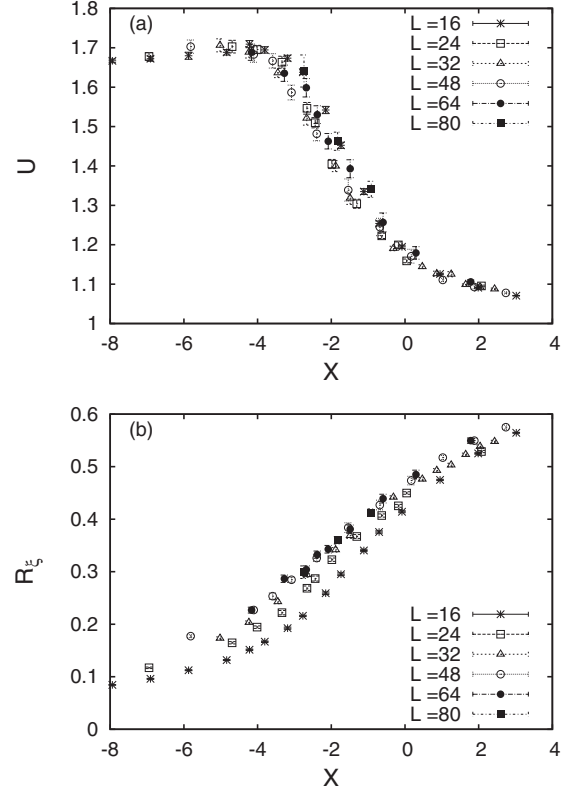 (a)
L =16
L =24
L =32
L =48
L =64
L =80
1.8
1.7
1.6
1.5
1.4
1.3
1.2
1.1
1
U
-8 -6 -4 -2 0 2 4
X
(b)
0.6
0.5
0.4
0.3
0.2
0.1
0
Rξ
L =16
L =24
L =32
L =48
L =64
L =80
-8 -6 -4 -2 0 2 4
X